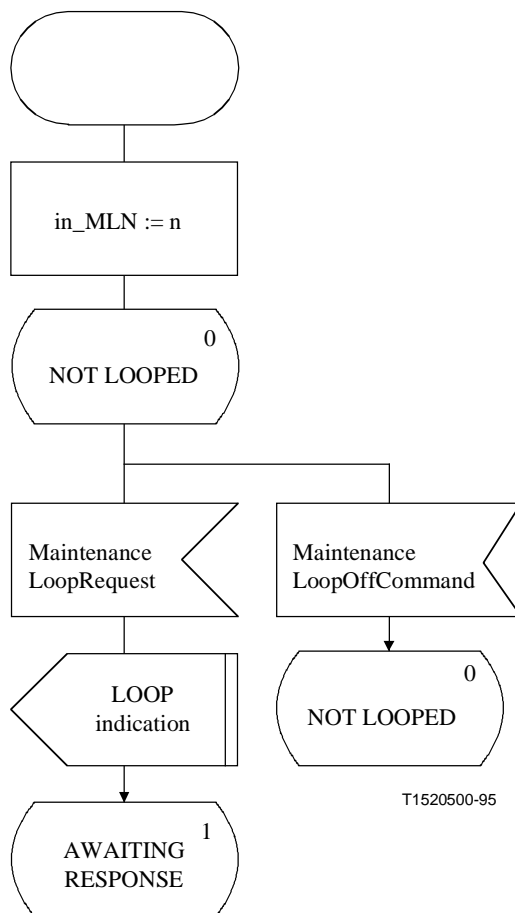 in_MLN := n
0
NOT LOOPED
Maintenance
LoopRequest
Maintenance
LoopOffCommand
LOOP
indication
0
NOT LOOPED
T1520500-95
1
AWAITING
RESPONSE